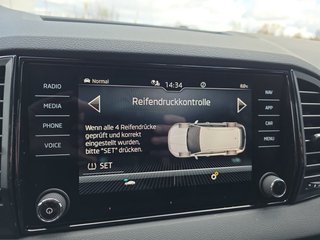 Normal 14:34
Reifendruckkontrolle
Wenn alle 4 Reifendrücke
geprüft und korrekt
eingestellt wurden,
bitte "SET" drücken.
SET
RADIO
MEDIA
PHONE
VOICE
NAV
APP
CAR
MENU